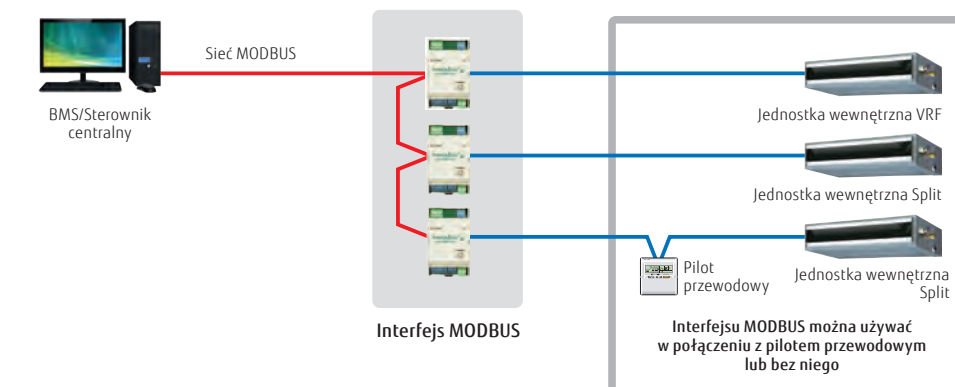 Sieć MODBUS
BMS/Sterownik
centralny
Jednostka wewnętrzna VRF
Jednostka wewnętrzna Split
Pilot
przewodowy
Jednostka wewnętrzna
Split
Interfejs MODBUS
Interfejsu MODBUS można używać
w połączeniu z pilotem przewodowym
lub bez niego